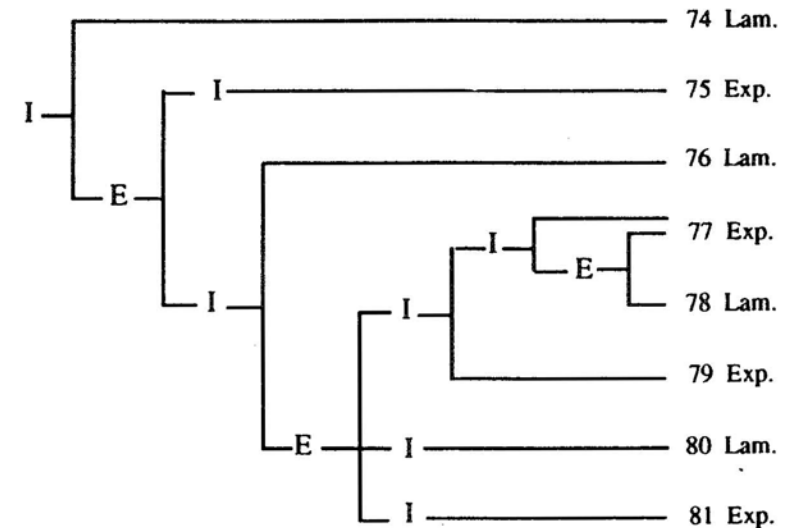 74 Lam.
I
75 Exp.
I
76 Lam.
E
77 Exp.
I
E
I
78 Lam.
I
79 Exp.
E
I
80 Lam.
I
81 Exp.